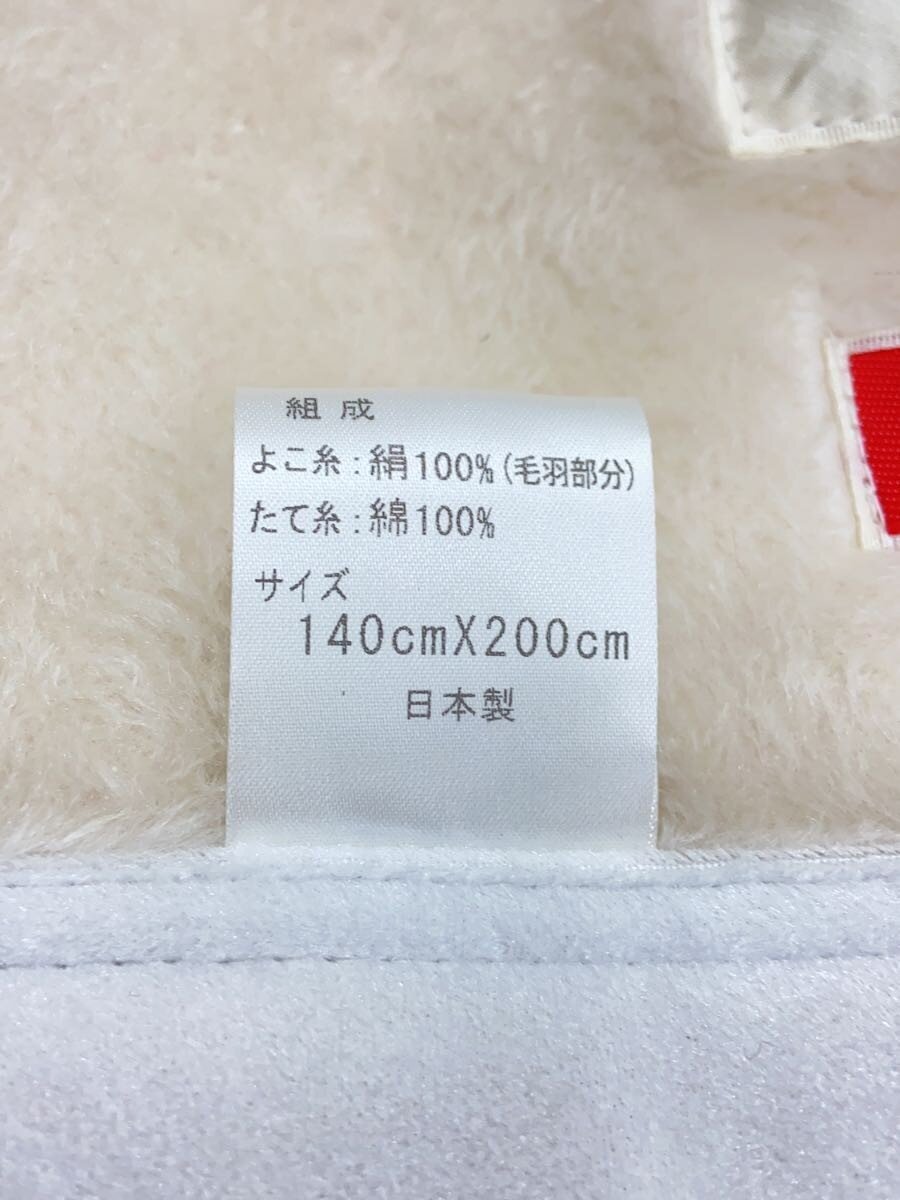 組成
よこ糸:絹100%(毛羽部分)
たて糸:綿100%
サイズ
140cmX200cm
日本製